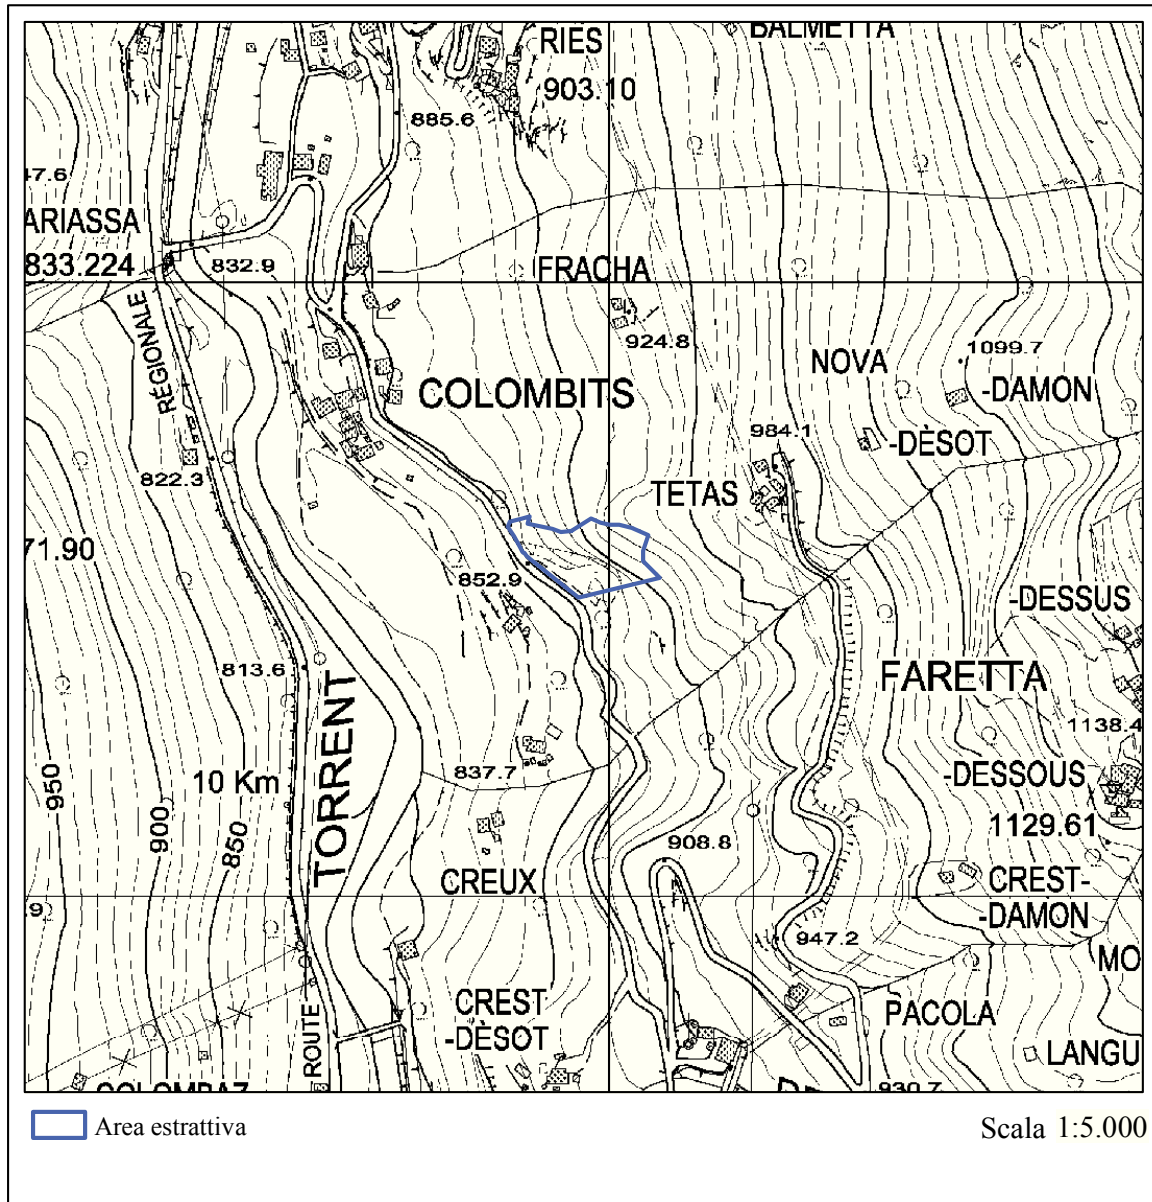 BALMETTA
RIES
903.10
885.6
47.6
ARIASSA
833.224
832.9
FRACHA
RÉGIONALE
924.8
NOVA
1099.7
-DAMON
COLOMBITS
984.1
-DÈSOT
822.3
TETAS
71.90
852.9
-DESSUS
813.6
TORRENT
FARETTA
1138.4
10 Km
837.7
-DESSOUS
950
900
850
908.8
1129.61
CREUX
CREST-
-DAMON
947.2
MO
CREST
-DÈSOT
ROUTE
PACOLA
LANGU
COLOMBAZ
830.7
Area estrattiva
Scala 1:5.000